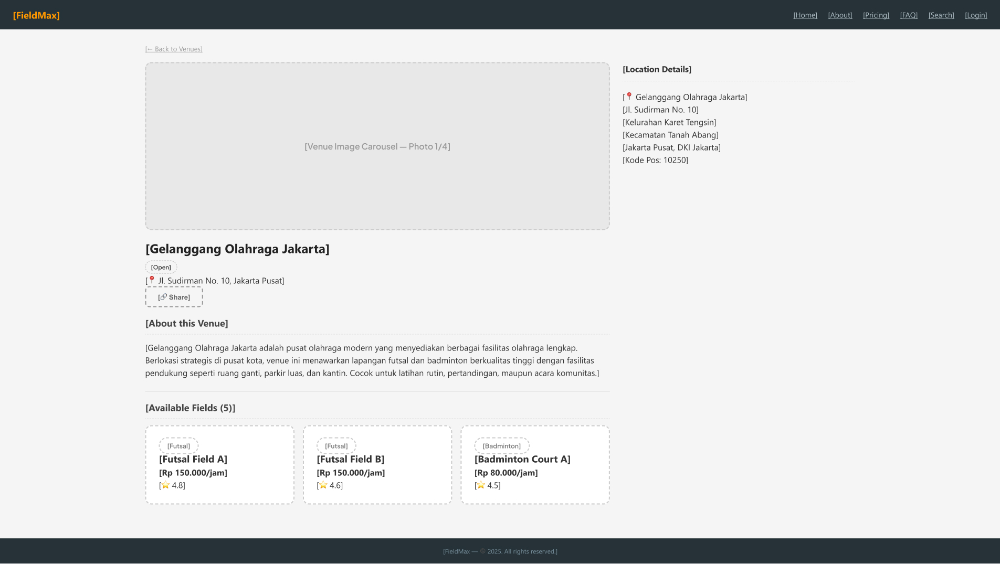 [FieldMax]
[Home] [About] [Pricing] [FAQ] [Search] [Login]
[← Back to Venues]
[Venue Image Carousel — Photo 1/4]
[Gelanggang Olahraga Jakarta]
[Open]
[📍 Jl. Sudirman No. 10, Jakarta Pusat]
[🔗 Share]
[About this Venue]
[Gelanggang Olahraga Jakarta adalah pusat olahraga modern yang menyediakan berbagai fasilitas olahraga lengkap.
Berlokasi strategis di pusat kota, venue ini menawarkan lapangan futsal dan badminton berkualitas tinggi dengan fasilitas
pendukung seperti ruang ganti, parkir luas, dan kantin. Cocok untuk latihan rutin, pertandingan, maupun acara komunitas.]
[Available Fields (5)]
[Futsal]
[Futsal Field A]
[Rp 150.000/jam]
[⭐ 4.8]
[Futsal]
[Futsal Field B]
[Rp 150.000/jam]
[⭐ 4.6]
[Badminton]
[Badminton Court A]
[Rp 80.000/jam]
[⭐ 4.5]
[Location Details]
[📍 Gelanggang Olahraga Jakarta]
[Jl. Sudirman No. 10]
[Kelurahan Karet Tengsin]
[Kecamatan Tanah Abang]
[Jakarta Pusat, DKI Jakarta]
[Kode Pos: 10250]
[FieldMax — © 2025. All rights reserved.]